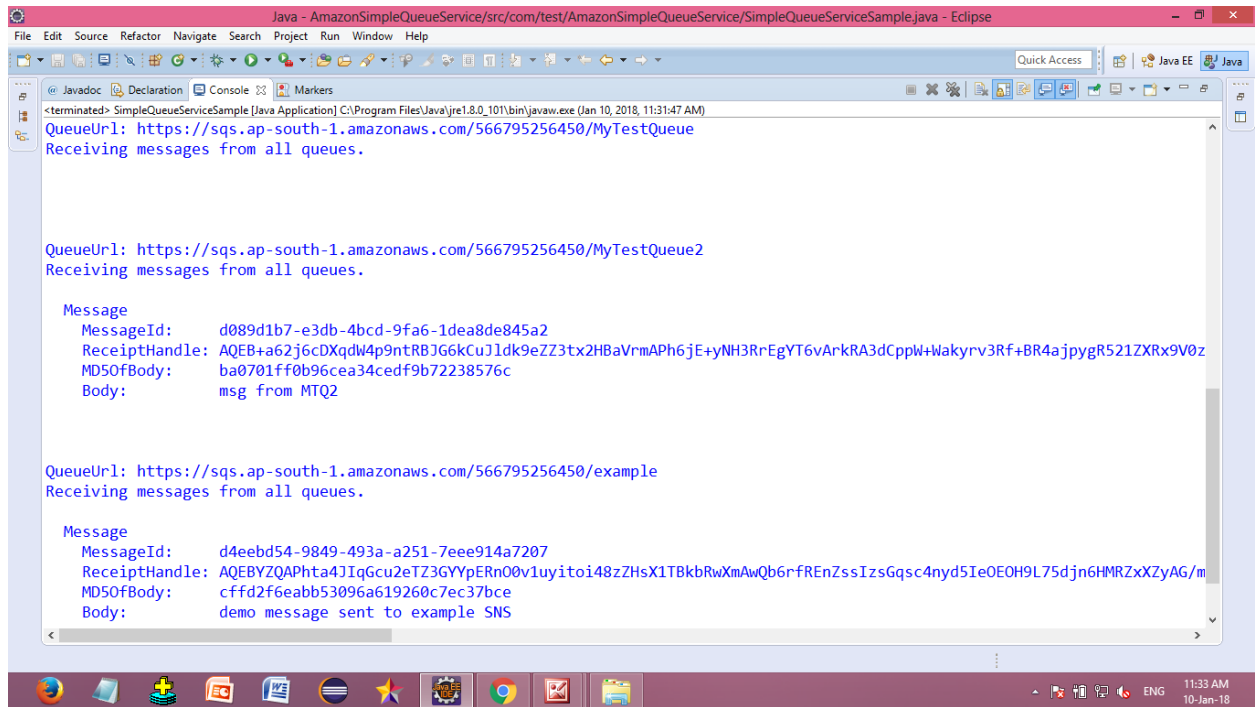 Java - AmazonSimpleQueueService/src/com/test/AmazonSimpleQueueService/SimpleQueueServiceSample.java - Eclipse
File Edit Source Refactor Navigate Search Project Run Window Help
Quick Access Java EE Java
@ Javadoc Declaration Console Markers
<terminated> SimpleQueueServiceSample [Java Application] C:\Program Files\Java\jre1.8.0_101\bin\javaw.exe (Jan 10, 2018, 11:31:47 AM)
QueueUrl: https://sqs.ap-south-1.amazonaws.com/566795256450/MyTestQueue
Receiving messages from all queues.
QueueUrl: https://sqs.ap-south-1.amazonaws.com/566795256450/MyTestQueue2
Receiving messages from all queues.
Message
MessageId: d089d1b7-e3db-4bcd-9fa6-1dea8de845a2
ReceiptHandle: AQEB+a62j6cDXqdW4p9ntRBJG6kCuJldk9eZZ3tx2HBaVrmAPh6jE+yNH3RrEgYT6vArkRA3dCppW+Wakyrv3Rf+BR4ajpygR521ZXRx9V0z
MD5OfBody: ba0701ff0b96cea34cedf9b72238576c
Body: msg from MTQ2
QueueUrl: https://sqs.ap-south-1.amazonaws.com/566795256450/example
Receiving messages from all queues.
Message
MessageId: d4eebd54-9849-493a-a251-7eee914a7207
ReceiptHandle: AQEBYZQAPhta4JIqGcu2eTZ3GYYpERnO0v1uyitoi48zZHsX1TBkbRwXmAwQb6rfREnZssIzsGqsc4nyd5IeOEOH9L75djn6HMRZxXZyAG/m
MD5OfBody: cffd2f6eabb53096a619260c7ec37bce
Body: demo message sent to example SNS
Java EE IDE
ENG 11:33 AM
10-Jan-18